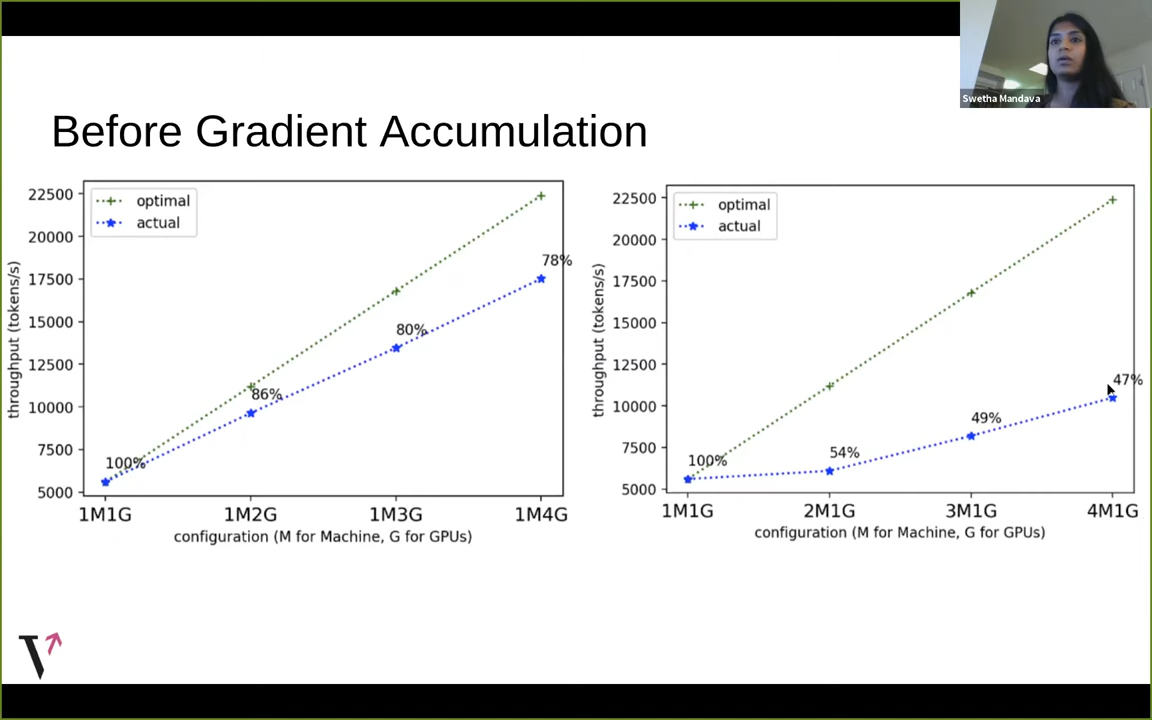 Swetha Mandava
Before Gradient Accumulation
22500
20000
17500
15000
12500
10000
7500
5000
throughput (tokens/s)
optimal
actual
100%
86%
80%
78%
1M1G 1M2G 1M3G 1M4G
configuration (M for Machine, G for GPUs)
22500
20000
17500
15000
12500
10000
7500
5000
throughput (tokens/s)
optimal
actual
100%
54%
49%
47%
1M1G 2M1G 3M1G 4M1G
configuration (M for Machine, G for GPUs)
V